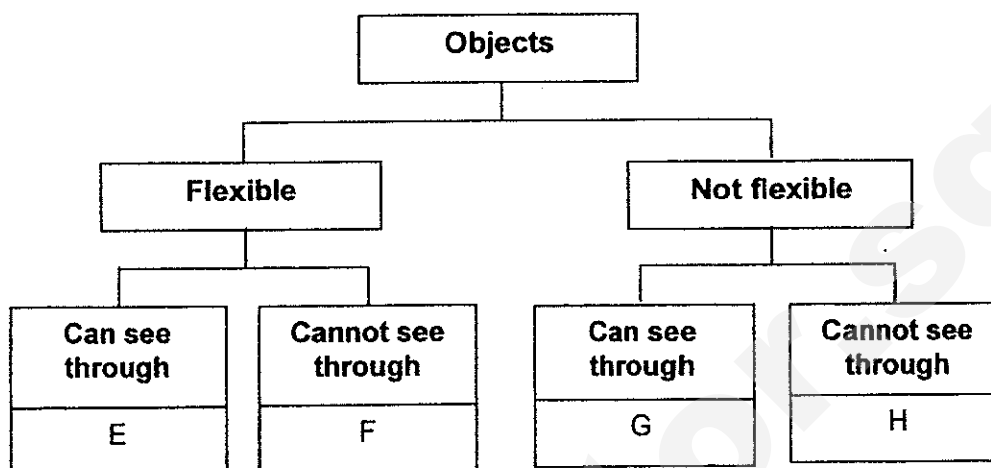 Objects
Flexible
Not flexible
Can see
through
Cannot see
through
Can see
through
Cannot see
through
E
F
G
H